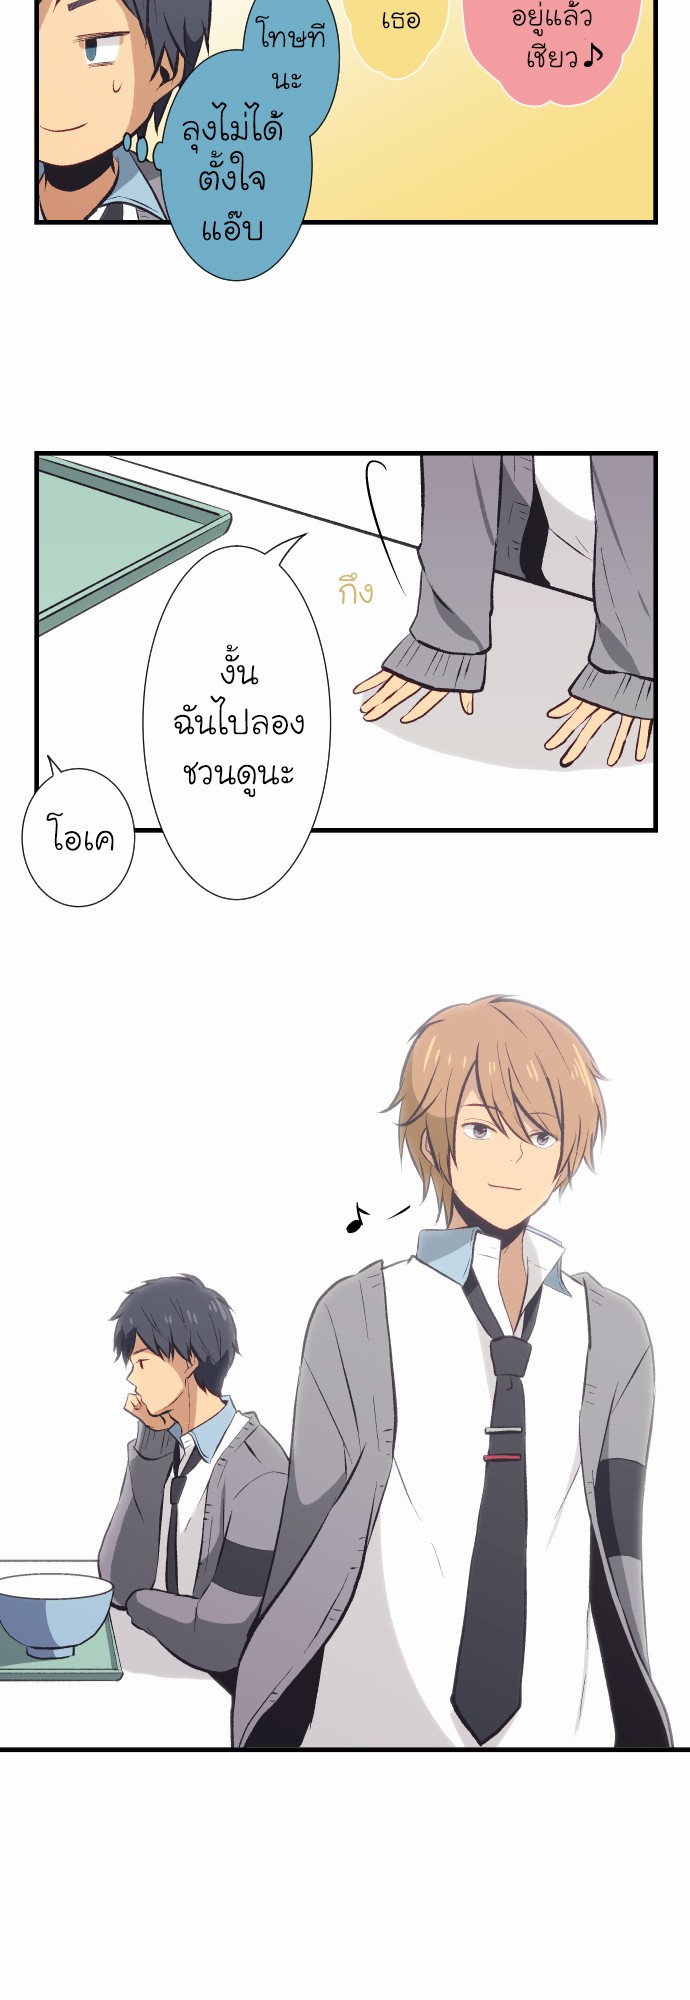 อยู่แล้ว
เชียว♪
เธอ
โทษที
นะ
ลุงไม่ได้
ตั้งใจ
แอ๊บ
กึง
งั้น
ฉันไปลอง
ชวนดูนะ
โอเค